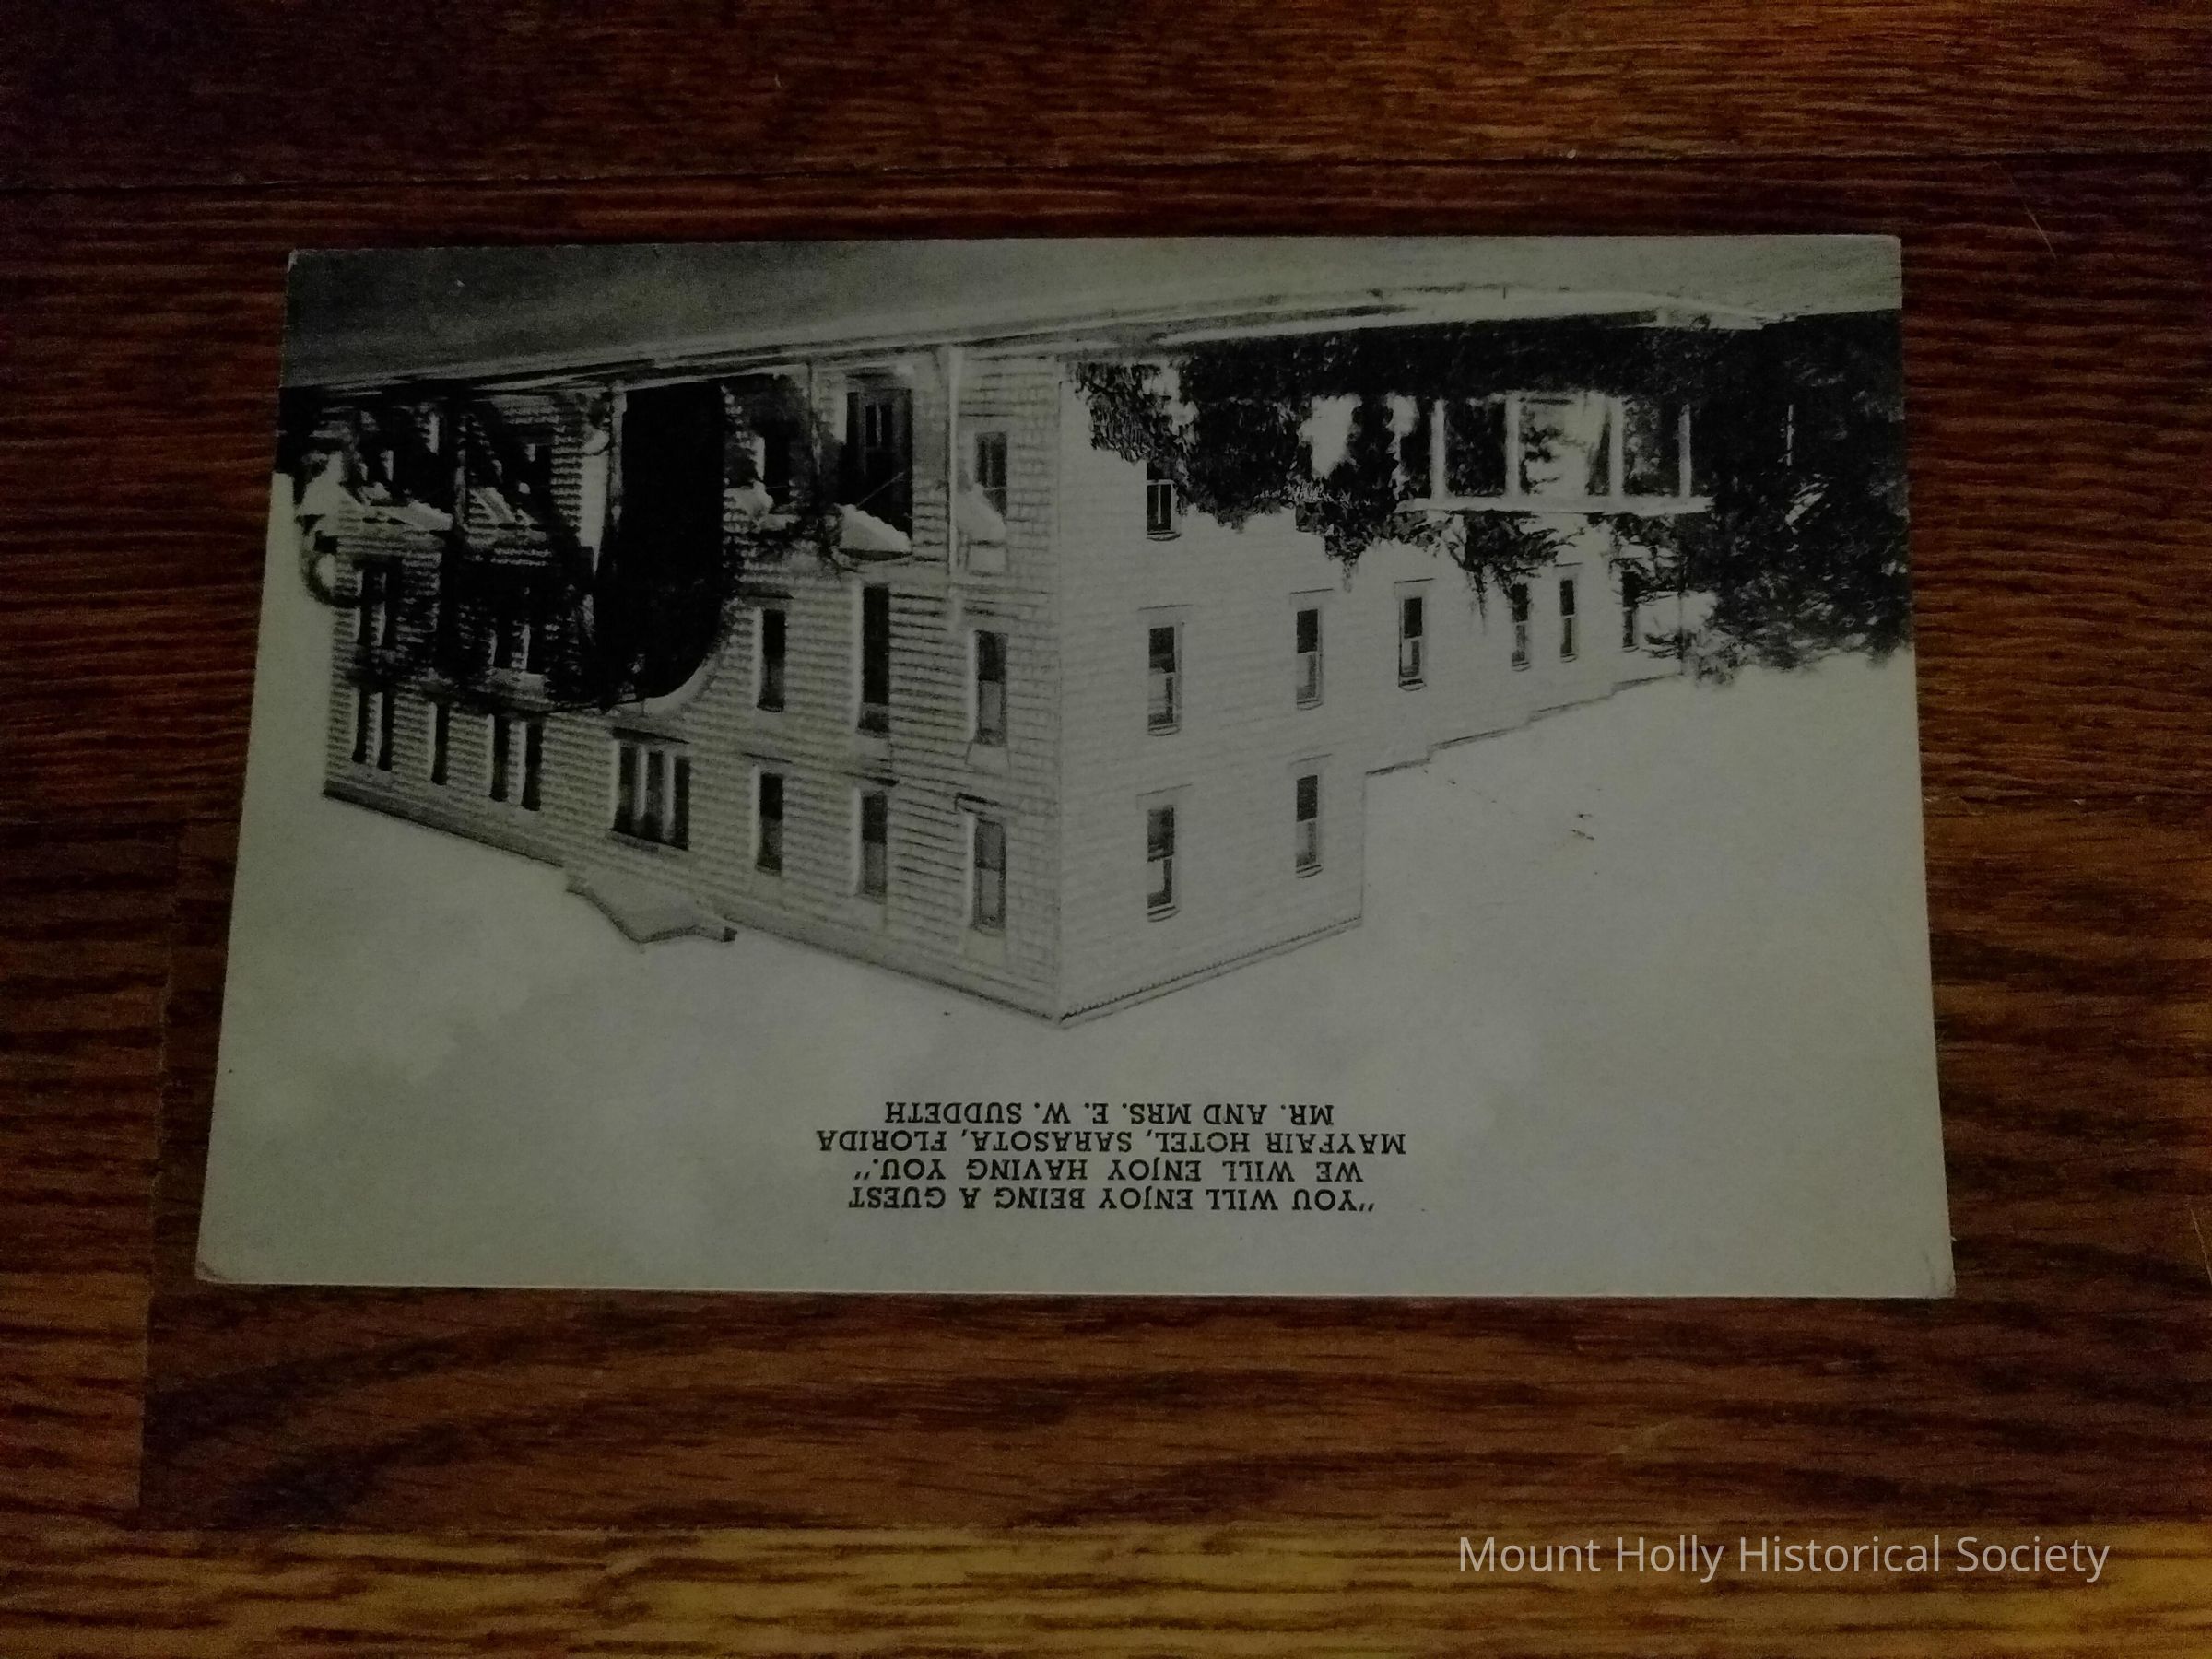 "YOU WILL ENJOY BEING A GUEST
WE WILL ENJOY HAVING YOU."
MAYFAIR HOTEL, SARASOTA, FLORIDA
MR. AND MRS. E. W. SUDDETH
Mount Holly Historical Society